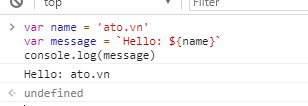 top
Filter
var name = 'ato.vn'
var message = `Hello: ${name}`
console.log(message)
Hello: ato.vn
undefined